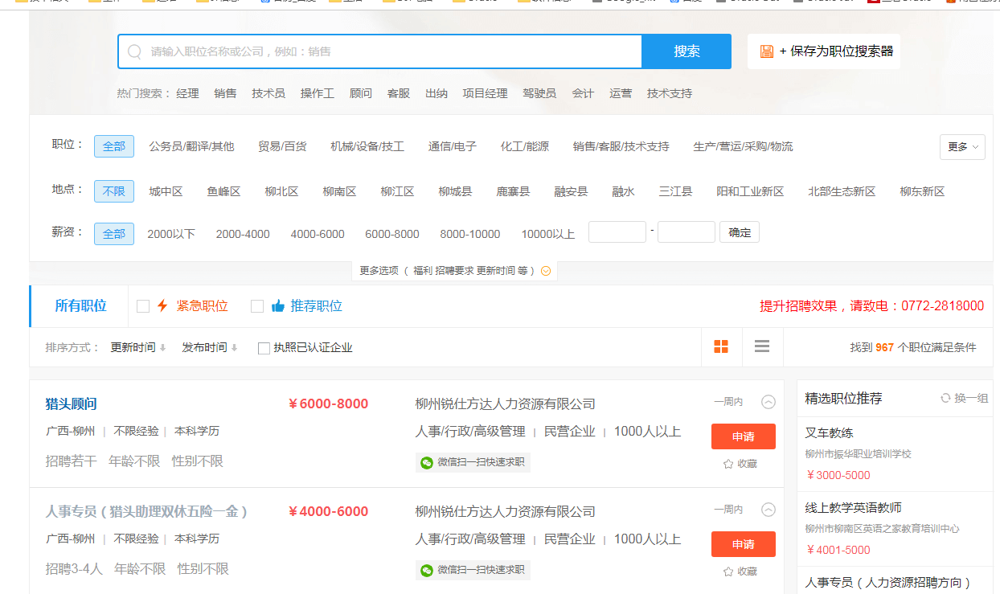 请输入职位名称或公司，例如：销售
搜索
+ 保存为职位搜索器
热门搜索： 经理 销售 技术员 操作工 顾问 客服 出纳 项目经理 驾驶员 会计 运营 技术支持
职位： 全部 公务员/翻译/其他 贸易/百货 机械/设备/技工 通信/电子 化工/能源 销售/客服/技术支持 生产/营运/采购/物流 更多
地点： 不限 城中区 鱼峰区 柳北区 柳南区 柳江区 柳城县 鹿寨县 融安县 融水 三江县 阳和工业新区 北部生态新区 柳东新区
薪资： 全部 2000以下 2000-4000 4000-6000 6000-8000 8000-10000 10000以上 - 确定
更多选项 （ 福利 招聘要求 更新时间 等 ）
所有职位 紧急职位 推荐职位 提升招聘效果，请致电：0772-2818000
排序方式： 更新时间 发布时间 执照已认证企业 找到 967 个职位满足条件
猎头顾问 ￥6000-8000 柳州锐仕方达人力资源有限公司 一周内
广西-柳州 | 不限经验 | 本科学历 人事/行政/高级管理 | 民营企业 | 1000人以上 申请
招聘若干 年龄不限 性别不限 微信扫一扫快速求职 收藏
人事专员（猎头助理双休五险一金） ￥4000-6000 柳州锐仕方达人力资源有限公司 一周内
广西-柳州 | 不限经验 | 本科学历 人事/行政/高级管理 | 民营企业 | 1000人以上 申请
招聘3-4人 年龄不限 性别不限 微信扫一扫快速求职 收藏
精选职位推荐 换一组
叉车教练
柳州市振华职业培训学校
￥3000-5000
线上教学英语教师
柳州市柳南区英语之家教育培训中心
￥4001-5000
人事专员（人力资源招聘方向）